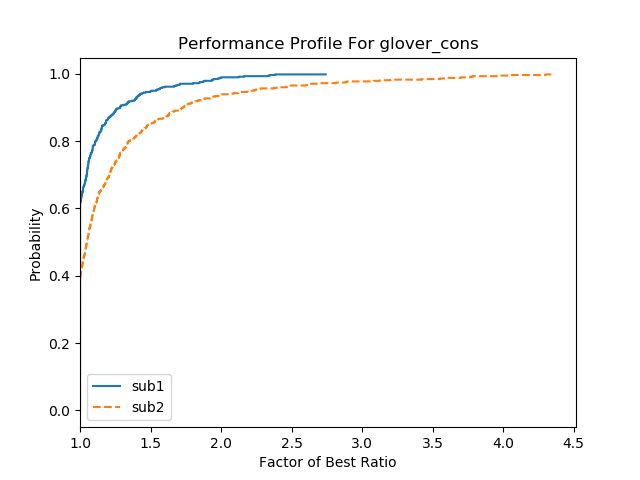 Performance Profile For glover_cons
Probability
1.0
0.8
0.6
0.4
0.2
0.0
sub1
sub2
1.0 1.5 2.0 2.5 3.0 3.5 4.0 4.5
Factor of Best Ratio